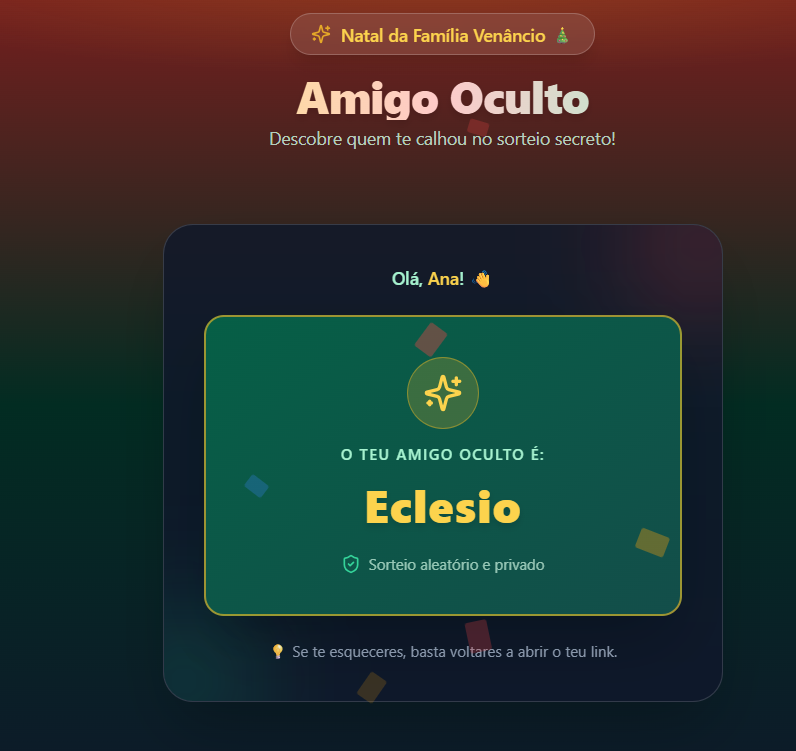 Natal da Família Venâncio 🎄
Amigo Oculto
Descobre quem te calhou no sorteio secreto!
Olá, Ana! 👋
O TEU AMIGO OCULTO É:
Eclesio
Sorteio aleatório e privado
💡 Se te esqueceres, basta voltares a abrir o teu link.